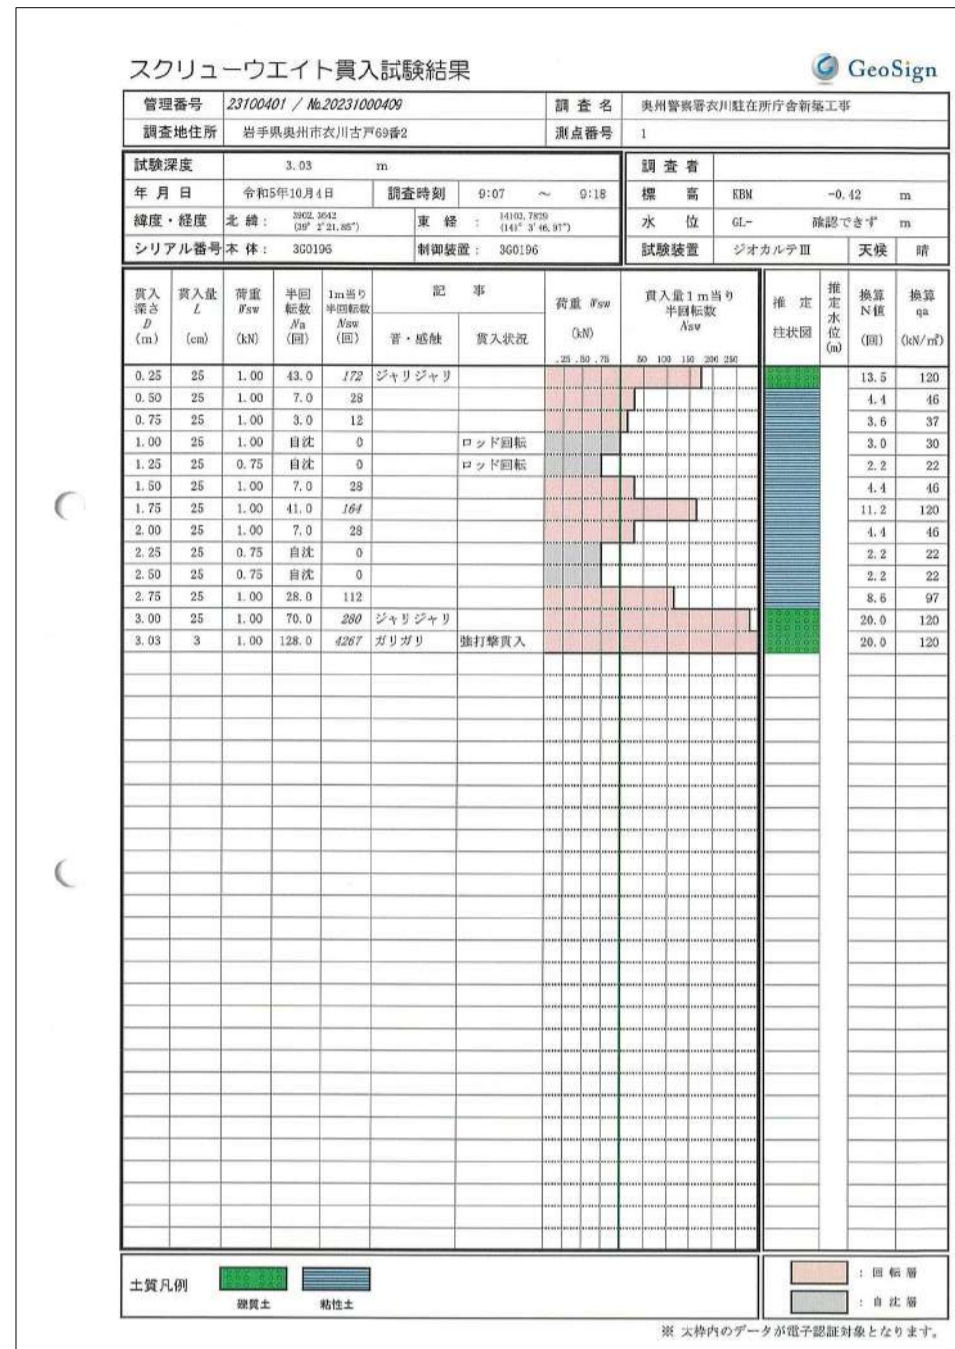 スクリューウエイト貫入試験結果
GeoSign
管理番号 23100401 / No.20231000409 調査名 奥州警察署衣川駐在所庁舎新築工事
調査地住所 岩手県奥州市衣川古戸69番2 測点番号 1
試験深度 3.03 m 調査者
年月日 令和5年10月4日 調査時刻 9:07 ～ 9:18 標高 KBM -0.42 m
緯度・経度 北緯: 3902.3642 (39° 2'21.85") 東経: 14103.7829 (141° 3'46.97") 水位 GL- 確認できず m
シリアル番号 本体: 3G0196 制御装置: 3G0196 試験装置 ジオカルテⅢ 天候 晴
貫入深さ D (m) 貫入量 L (cm) 荷重 Wsw (kN) 半回転数 Na (回) 1m当り半回転数 Nsw (回) 記事 音・感触 貫入状況 荷重 Wsw (kN) 貫入量1m当り半回転数 Nsw 推定柱状図 推定水位 (m) 換算N値 (回) 換算qa (kN/㎡)
.25 .50 .75 50 100 150 200 250
0.25 25 1.00 43.0 172 ジャリジャリ 13.5 120
0.50 25 1.00 7.0 28 4.4 46
0.75 25 1.00 3.0 12 3.6 37
1.00 25 1.00 自沈 0 ロッド回転 3.0 30
1.25 25 0.75 自沈 0 ロッド回転 2.2 22
1.50 25 1.00 7.0 28 4.4 46
1.75 25 1.00 41.0 164 11.2 120
2.00 25 1.00 7.0 28 4.4 46
2.25 25 0.75 自沈 0 2.2 22
2.50 25 0.75 自沈 0 2.2 22
2.75 25 1.00 28.0 112 8.6 97
3.00 25 1.00 70.0 280 ジャリジャリ 20.0 120
3.03 3 1.00 128.0 4267 ガリガリ 強打撃貫入 20.0 120
土質凡例 礫質土 粘性土
: 回転層
: 自沈層
※ 太枠内のデータが電子認証対象となります。